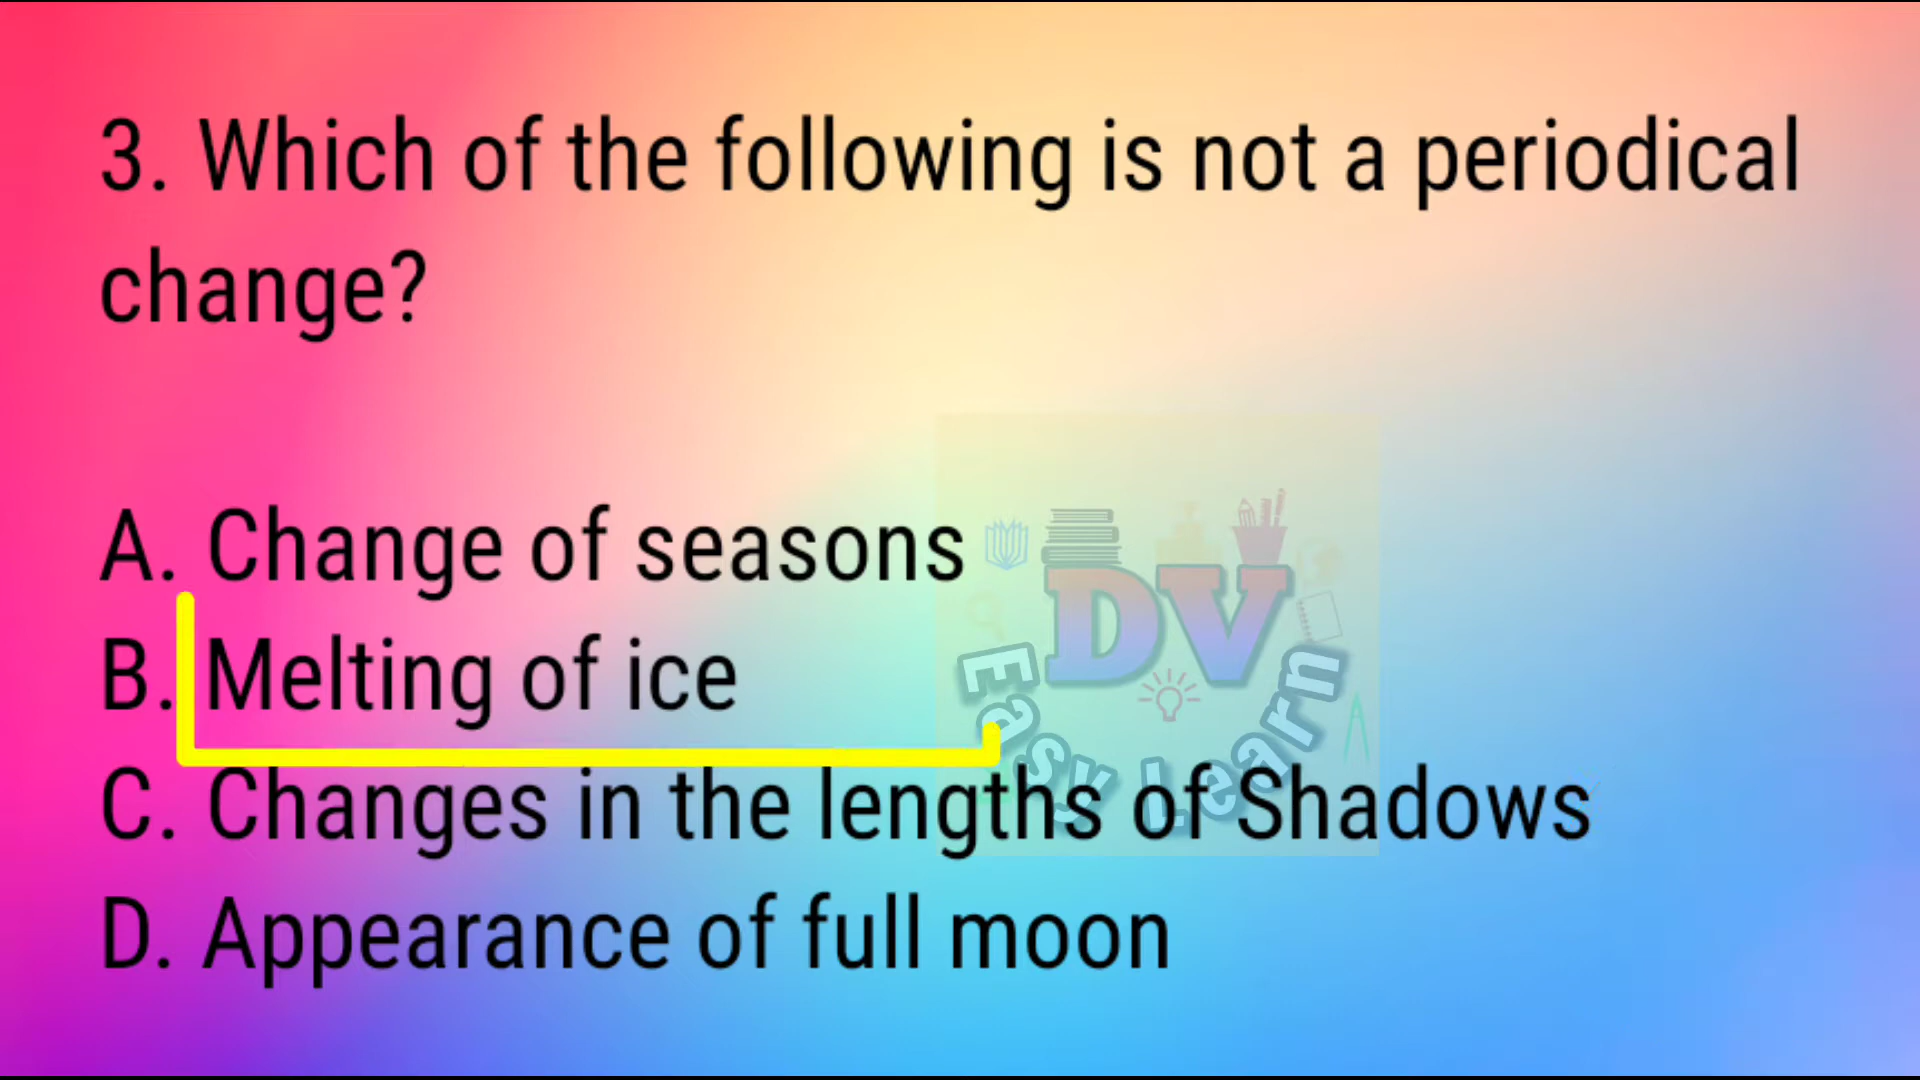 3. Which of the following is not a periodical
change?
A. Change of seasons
B. Melting of ice
C. Changes in the lengths of Shadows
D. Appearance of full moon
DV
Easy Learn